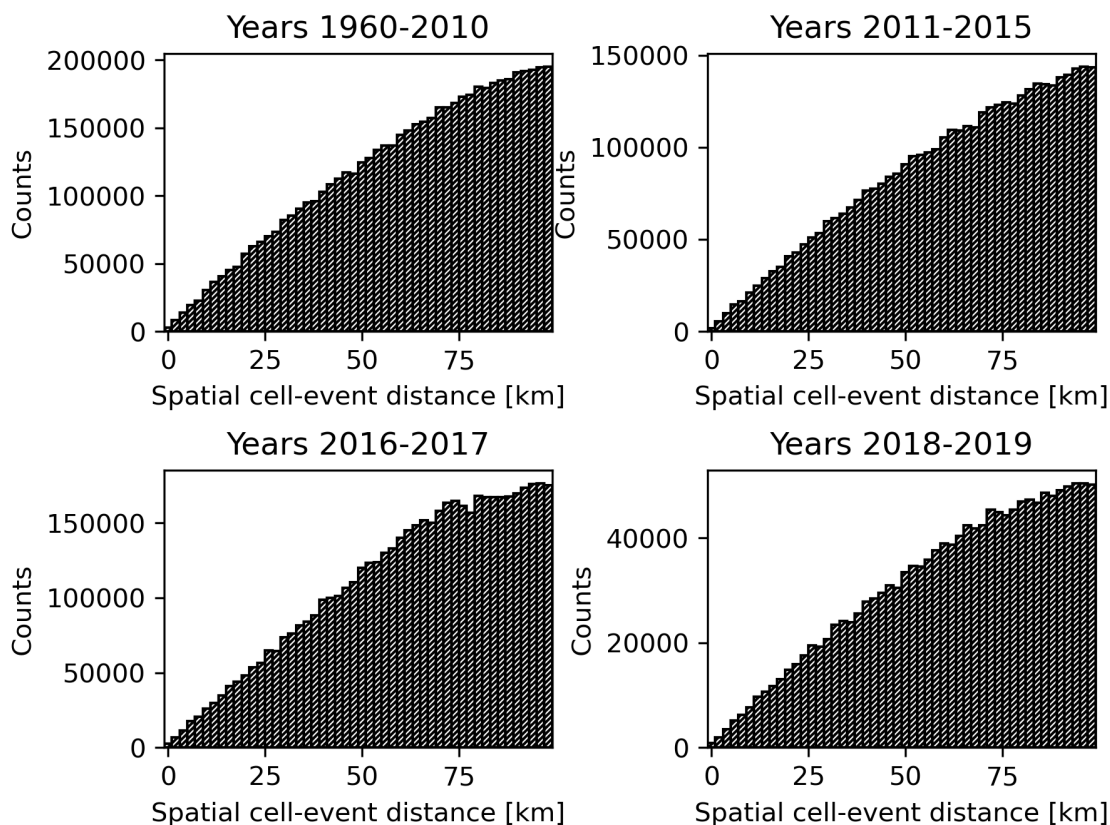 Years 1960-2010
200000
150000
100000
50000
0
Counts
0 25 50 75
Spatial cell-event distance [km]
Years 2011-2015
150000
100000
50000
0
Counts
0 25 50 75
Spatial cell-event distance [km]
Years 2016-2017
150000
100000
50000
0
Counts
0 25 50 75
Spatial cell-event distance [km]
Years 2018-2019
40000
20000
0
Counts
0 25 50 75
Spatial cell-event distance [km]